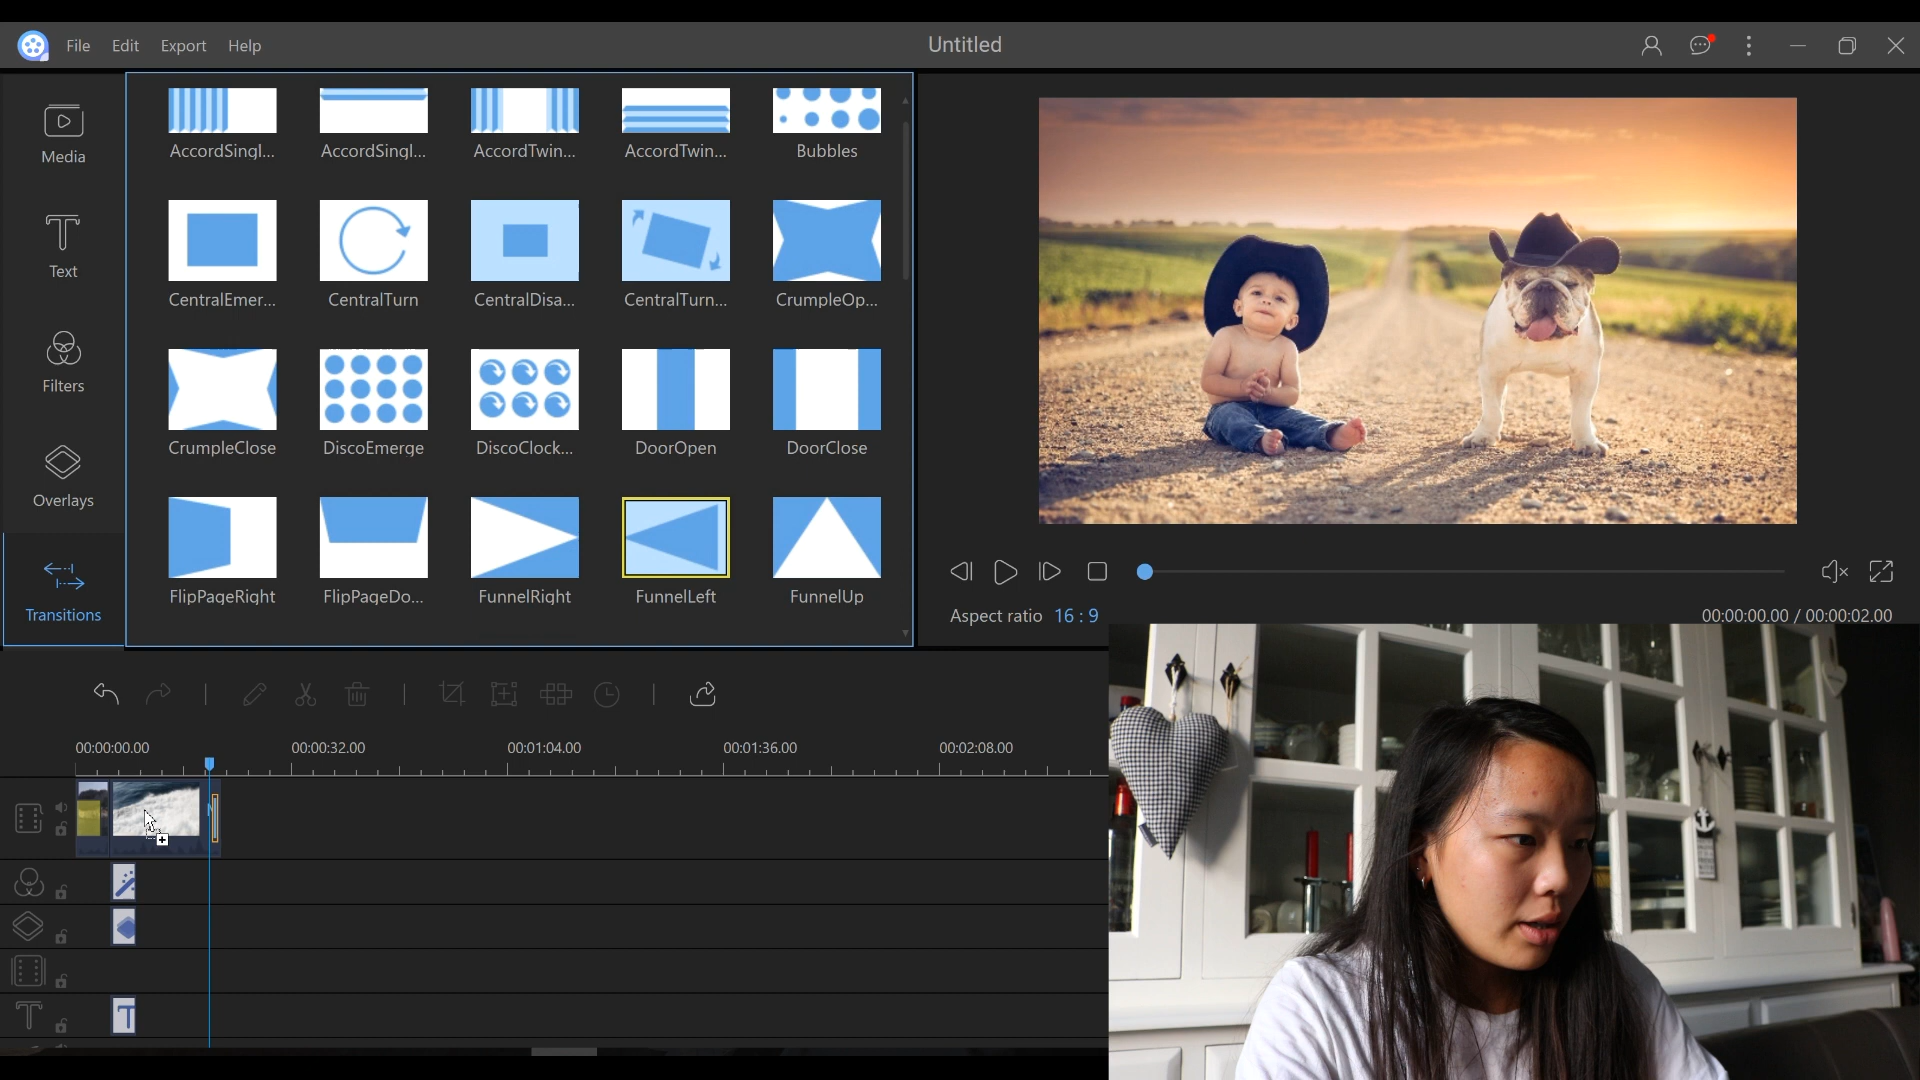 File Edit Export Help
Untitled
Media
Text
Filters
Overlays
Transitions
AccordSingl... AccordSingl... AccordTwin... AccordTwin... Bubbles
CentralEmer... CentralTurn CentralDisa... CentralTurn... CrumpleOp...
CrumpleClose DiscoEmerge DiscoClock... DoorOpen DoorClose
FlipPageRight FlipPageDo... FunnelRight FunnelLeft FunnelUp
Aspect ratio 16 : 9
00:00:00.00 / 00:00:02.00
00:00:00.00 00:00:32.00 00:01:04.00 00:01:36.00 00:02:08.00